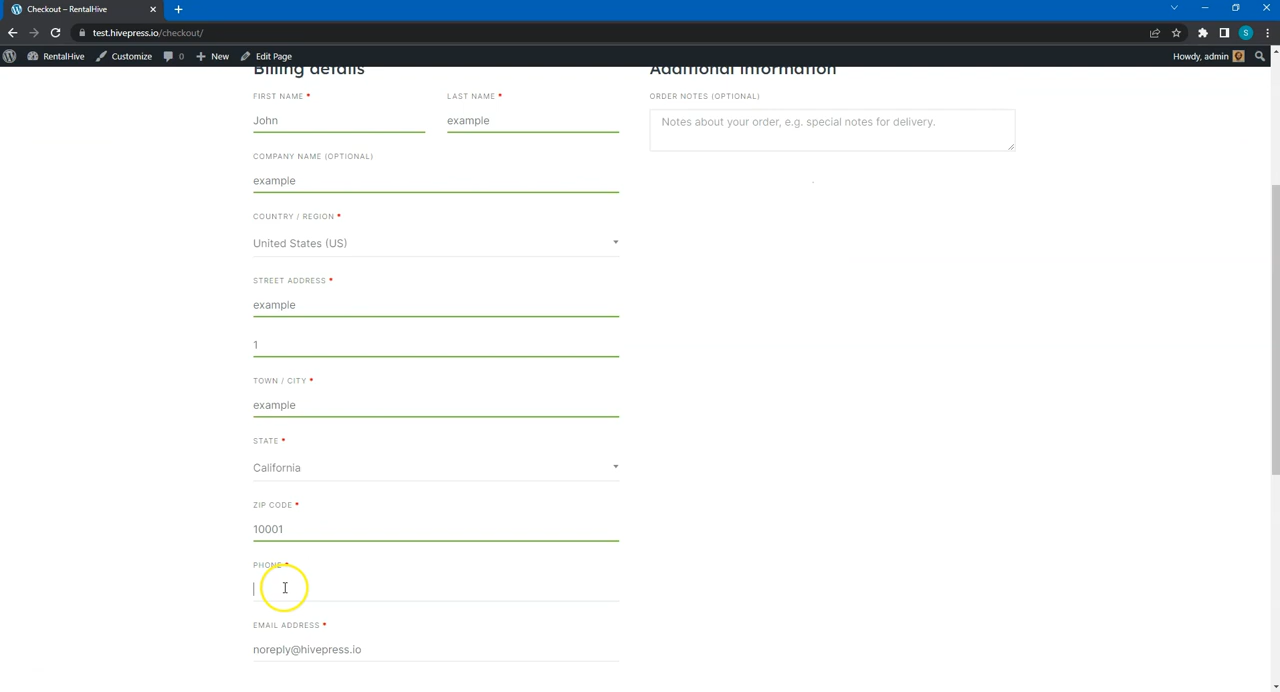 Checkout – RentalHive
test.hivepress.io/checkout/
S
RentalHive Customize 0 New Edit Page Howdy, admin
Billing details Additional information
FIRST NAME * LAST NAME * ORDER NOTES (OPTIONAL)
John example Notes about your order, e.g. special notes for delivery.
COMPANY NAME (OPTIONAL)
example
COUNTRY / REGION *
United States (US)
STREET ADDRESS *
example
1
TOWN / CITY *
example
STATE *
California
ZIP CODE *
10001
PHONE *
EMAIL ADDRESS *
noreply@hivepress.io